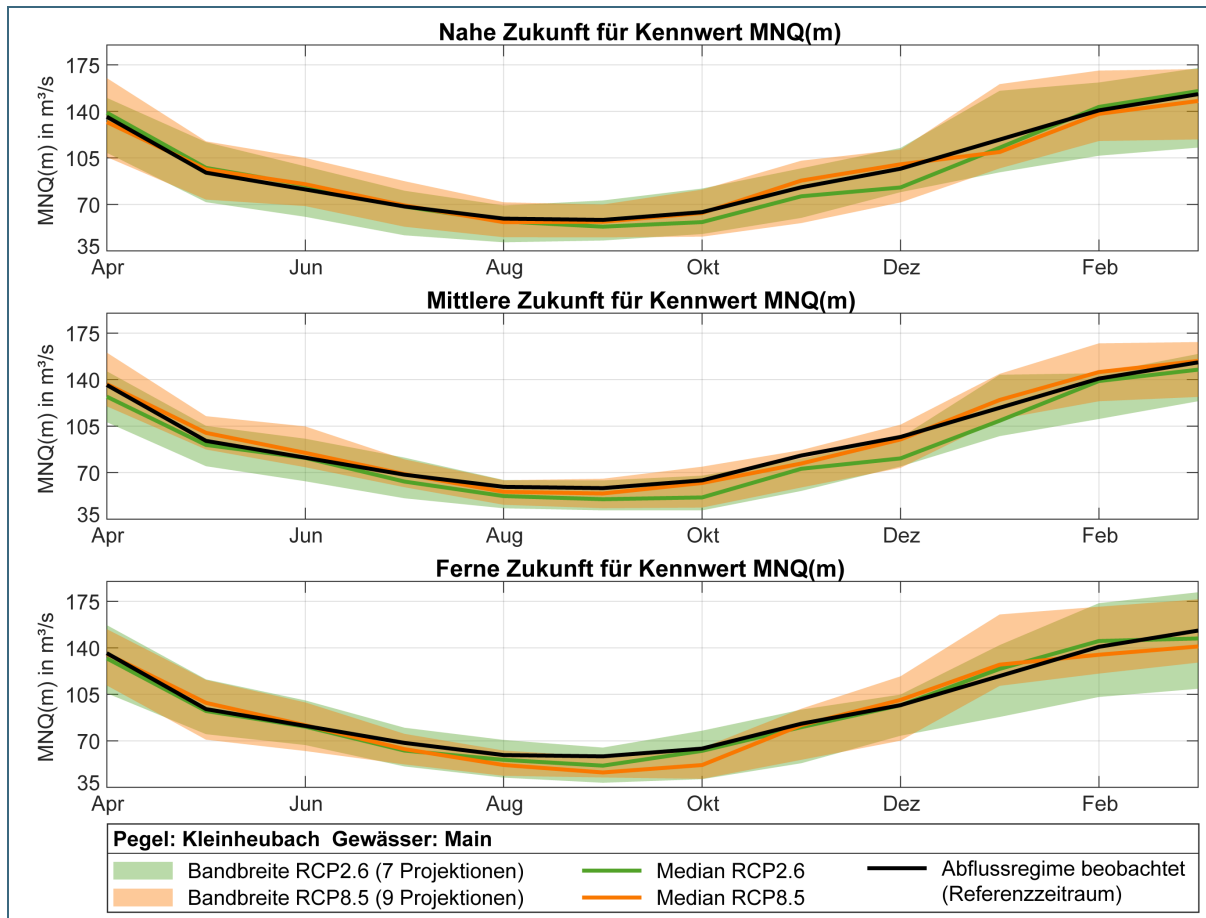 Nahe Zukunft für Kennwert MNQ(m)
MNQ(m) in m³/s
175
140
105
70
35
Apr Jun Aug Okt Dez Feb
Mittlere Zukunft für Kennwert MNQ(m)
MNQ(m) in m³/s
175
140
105
70
35
Apr Jun Aug Okt Dez Feb
Ferne Zukunft für Kennwert MNQ(m)
MNQ(m) in m³/s
175
140
105
70
35
Apr Jun Aug Okt Dez Feb
Pegel: Kleinheubach Gewässer: Main
Bandbreite RCP2.6 (7 Projektionen)
Bandbreite RCP8.5 (9 Projektionen)
Median RCP2.6
Median RCP8.5
Abflussregime beobachtet
(Referenzzeitraum)